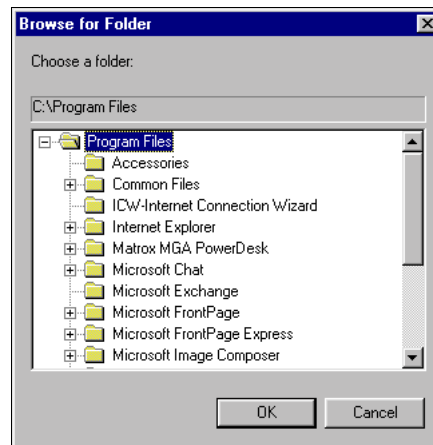 Browse for Folder
Choose a folder:
C:\Program Files
Program Files
Accessories
Common Files
ICW-Internet Connection Wizard
Internet Explorer
Matrox MGA PowerDesk
Microsoft Chat
Microsoft Exchange
Microsoft FrontPage
Microsoft FrontPage Express
Microsoft Image Composer
OK Cancel